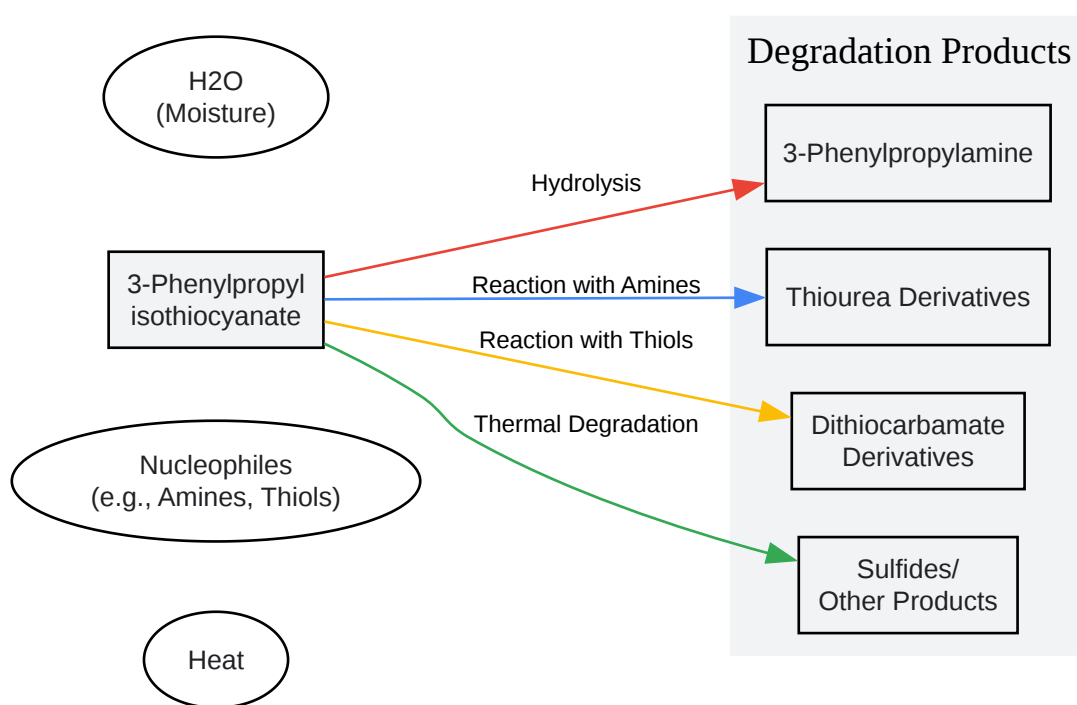 H2O
(Moisture)
3-Phenylpropyl
isothiocyanate
Nucleophiles
(e.g., Amines, Thiols)
Heat
Hydrolysis
Reaction with Amines
Reaction with Thiols
Thermal Degradation
Degradation Products
3-Phenylpropylamine
Thiourea Derivatives
Dithiocarbamate
Derivatives
Sulfides/
Other Products